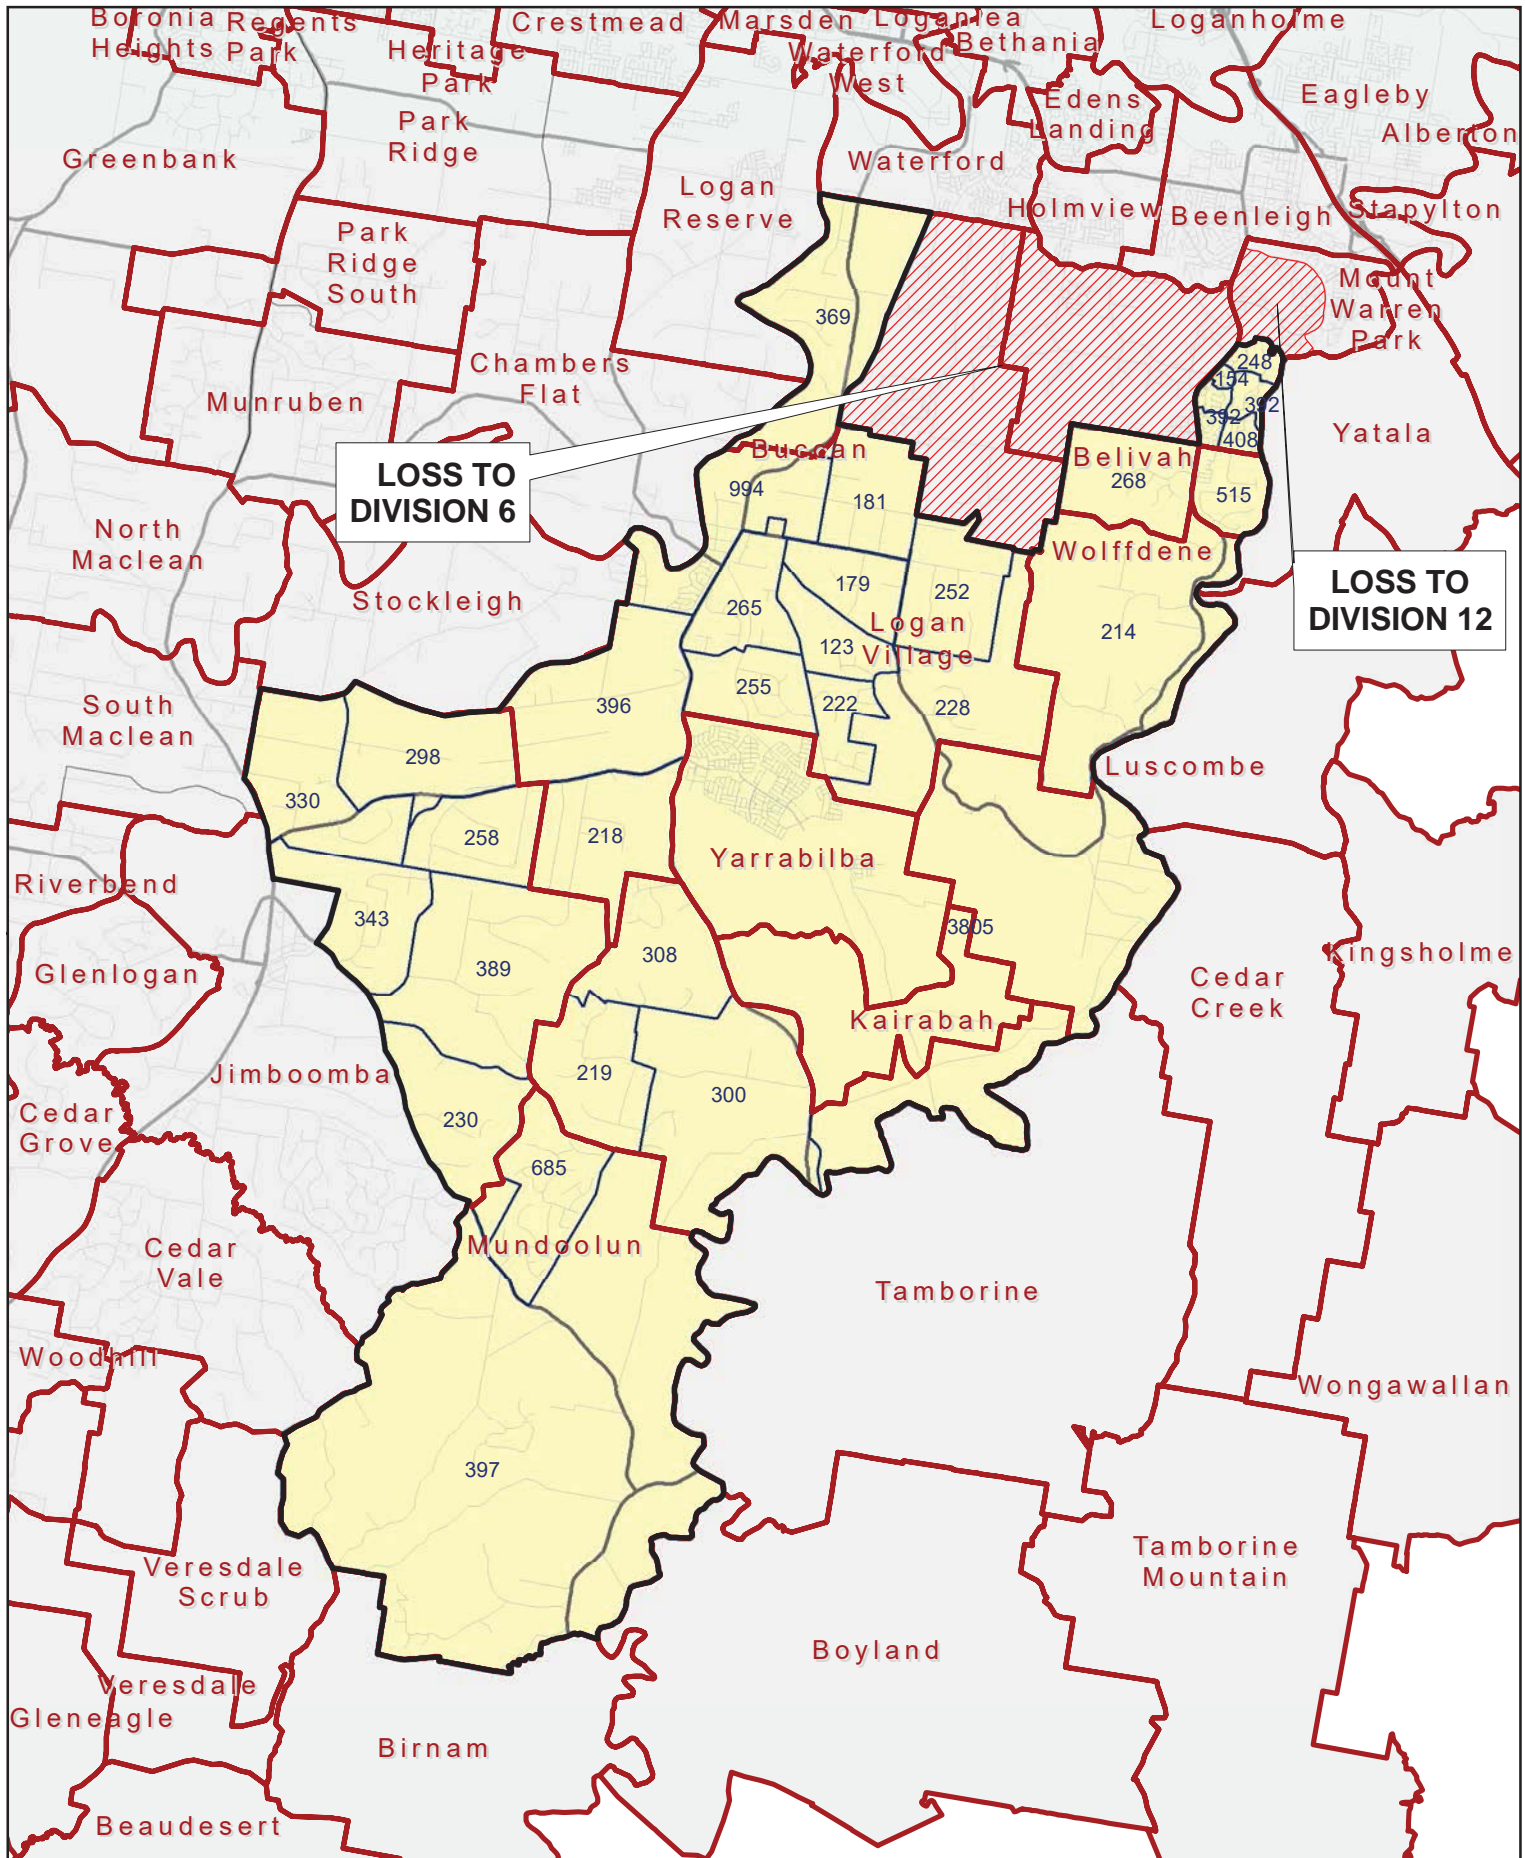 Boronia
Heights
Regents
Park
Heritage
Park
Crestmead
Marsden
Loganlea
Waterford
West
Bethania
Loganholme
Edens
Landing
Eagleby
Alberton
Greenbank
Park
Ridge
Logan
Reserve
Waterford
Holmview
Beenleigh
Stapylton
Park
Ridge
South
Mount
Warren
Park
369
Chambers
Flat
Munruben
248
154
392
392
408
Yatala
LOSS TO
DIVISION 6
Buccan
994
181
Belivah
268
515
North
Maclean
Wolffdene
LOSS TO
DIVISION 12
Stockleigh
265
179
252
Logan
Village
123
214
255
222
228
396
South
Maclean
298
330
258
218
Luscombe
Yarrabilba
Riverbend
343
389
308
3805
Glenlogan
Kingsholme
Cedar
Creek
Kairabah
Jimboomba
219
300
230
Cedar
Grove
685
Mundoolun
Cedar
Vale
Tamborine
Woodhill
Wongawallan
397
Veresdale
Scrub
Tamborine
Mountain
Boyland
Veresdale
Gleneagle
Birnam
Beaudesert